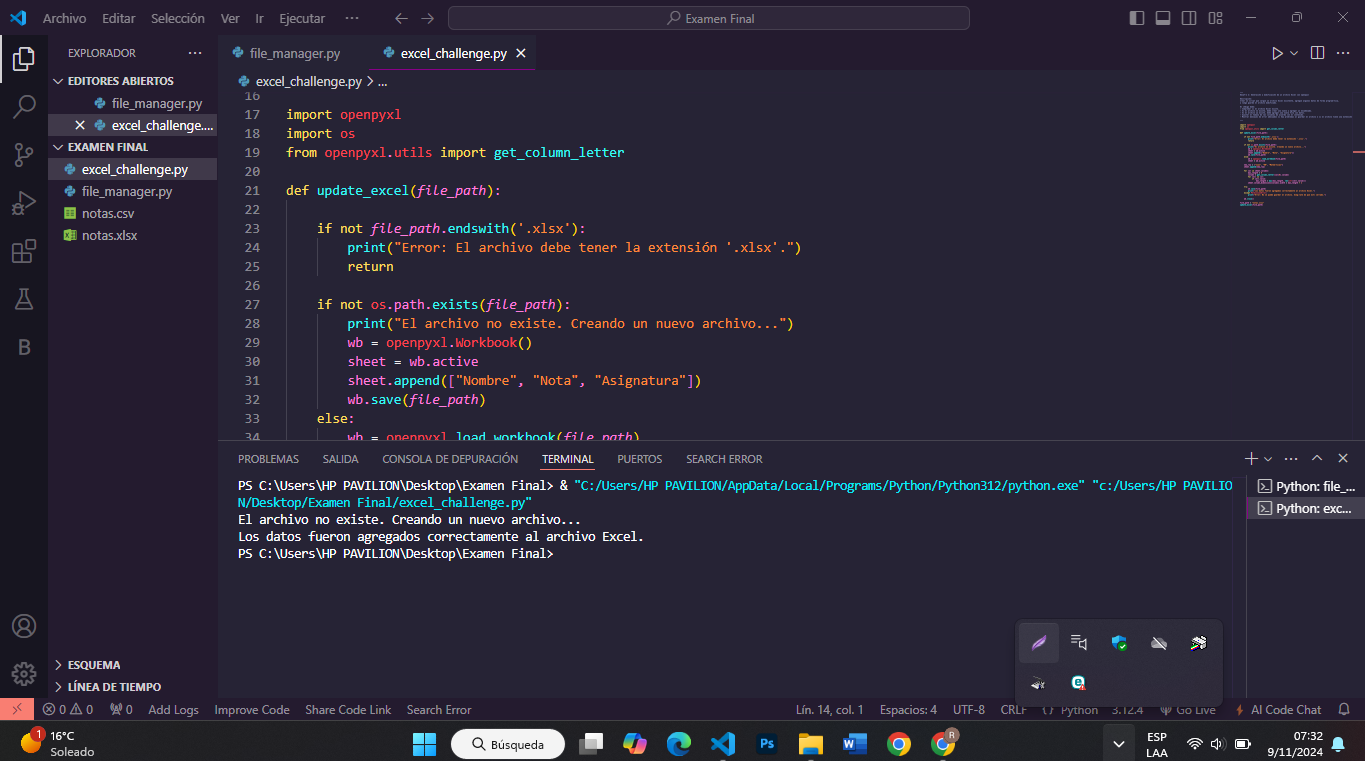 Archivo Editar Selección Ver Ir Ejecutar ··· Examen Final
EXPLORADOR ···
EDITORES ABIERTOS
file_manager.py
excel_challenge....
EXAMEN FINAL
excel_challenge.py
file_manager.py
notas.csv
notas.xlsx
ESQUEMA
LÍNEA DE TIEMPO
file_manager.py excel_challenge.py
excel_challenge.py > ...
16
17 import openpyxl
18 import os
19 from openpyxl.utils import get_column_letter
20
21 def update_excel(file_path):
22
23 if not file_path.endswith('.xlsx'):
24 print("Error: El archivo debe tener la extensión '.xlsx'.")
25 return
26
27 if not os.path.exists(file_path):
28 print("El archivo no existe. Creando un nuevo archivo...")
29 wb = openpyxl.Workbook()
30 sheet = wb.active
31 sheet.append(["Nombre", "Nota", "Asignatura"])
32 wb.save(file_path)
33 else:
34 wb = openpyxl.load_workbook(file_path)
PROBLEMAS SALIDA CONSOLA DE DEPURACIÓN TERMINAL PUERTOS SEARCH ERROR
PS C:\Users\HP PAVILION\Desktop\Examen Final> & "C:/Users/HP PAVILION/AppData/Local/Programs/Python/Python312/python.exe" "c:/Users/HP PAVILIO
N/Desktop/Examen Final/excel_challenge.py"
El archivo no existe. Creando un nuevo archivo...
Los datos fueron agregados correctamente al archivo Excel.
PS C:\Users\HP PAVILION\Desktop\Examen Final>
Python: file_...
Python: exc...
0 0 0 Add Logs Improve Code Share Code Link Search Error Lín. 14, col. 1 Espacios: 4 UTF-8 CRLF Python 3.12.4 Go Live AI Code Chat
1
16°C
Soleado
Búsqueda
Ps
R
ESP
LAA
07:32
9/11/2024